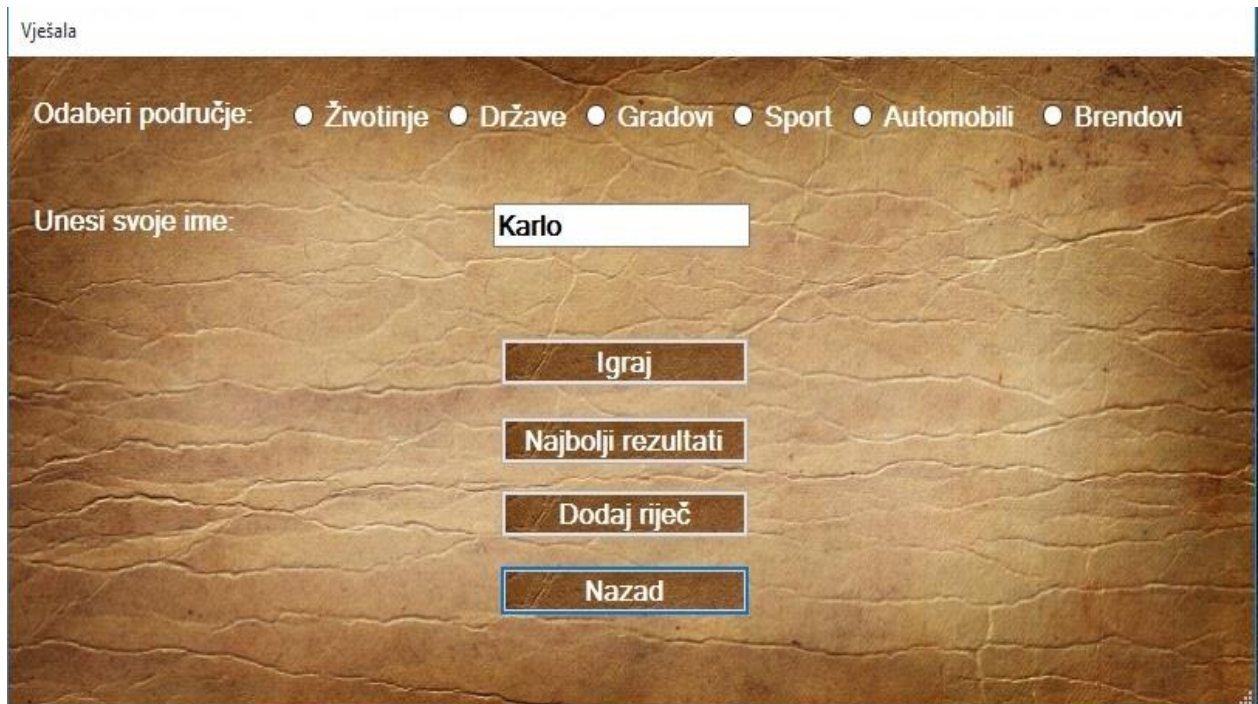 Vješala
Odaberi područje: Životinje Države Gradovi Sport Automobili Brendovi
Unesi svoje ime: Karlo
Igraj
Najbolji rezultati
Dodaj riječ
Nazad